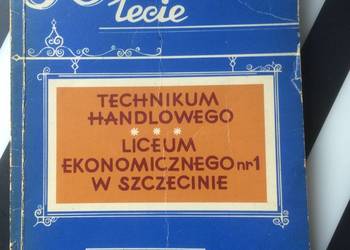 lecie
TECHNIKUM
HANDLOWEGO
* * *
LICEUM
EKONOMICZNEGO nr 1
W SZCZECINIE